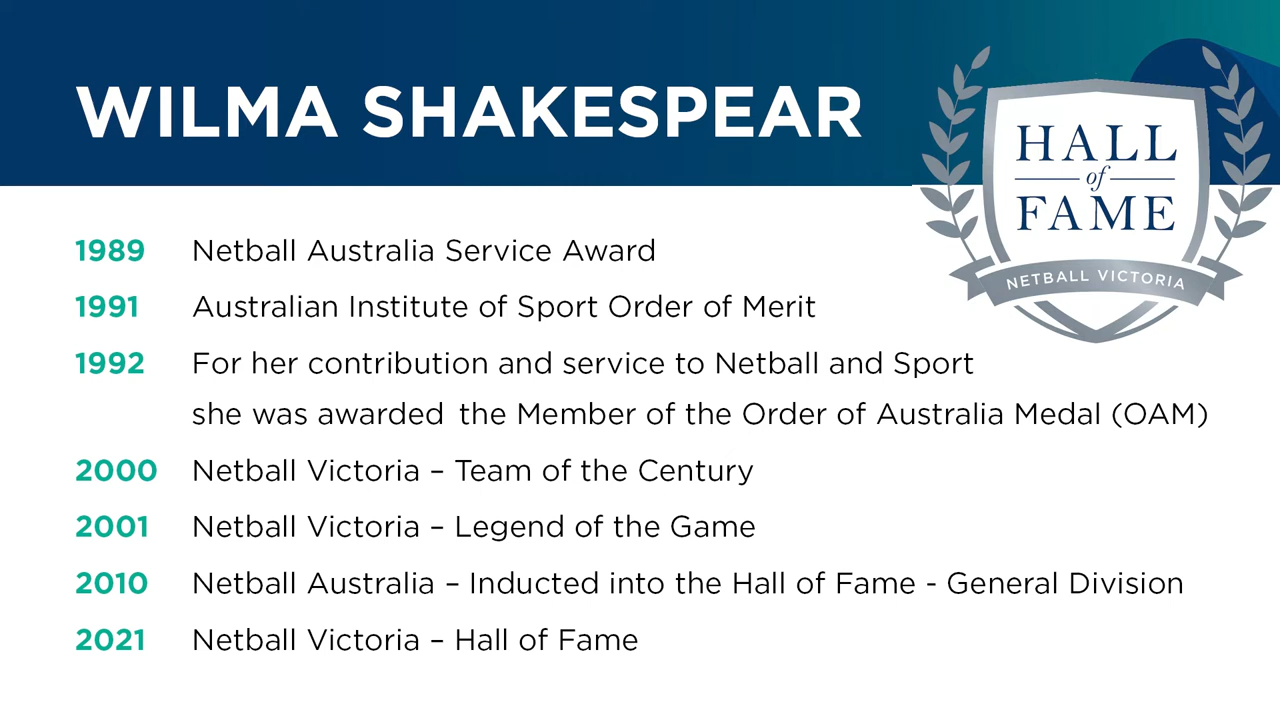 WILMA SHAKESPEAR
HALL
of
FAME
NETBALL VICTORIA
1989 Netball Australia Service Award
1991 Australian Institute of Sport Order of Merit
1992 For her contribution and service to Netball and Sport
she was awarded the Member of the Order of Australia Medal (OAM)
2000 Netball Victoria – Team of the Century
2001 Netball Victoria – Legend of the Game
2010 Netball Australia – Inducted into the Hall of Fame - General Division
2021 Netball Victoria – Hall of Fame